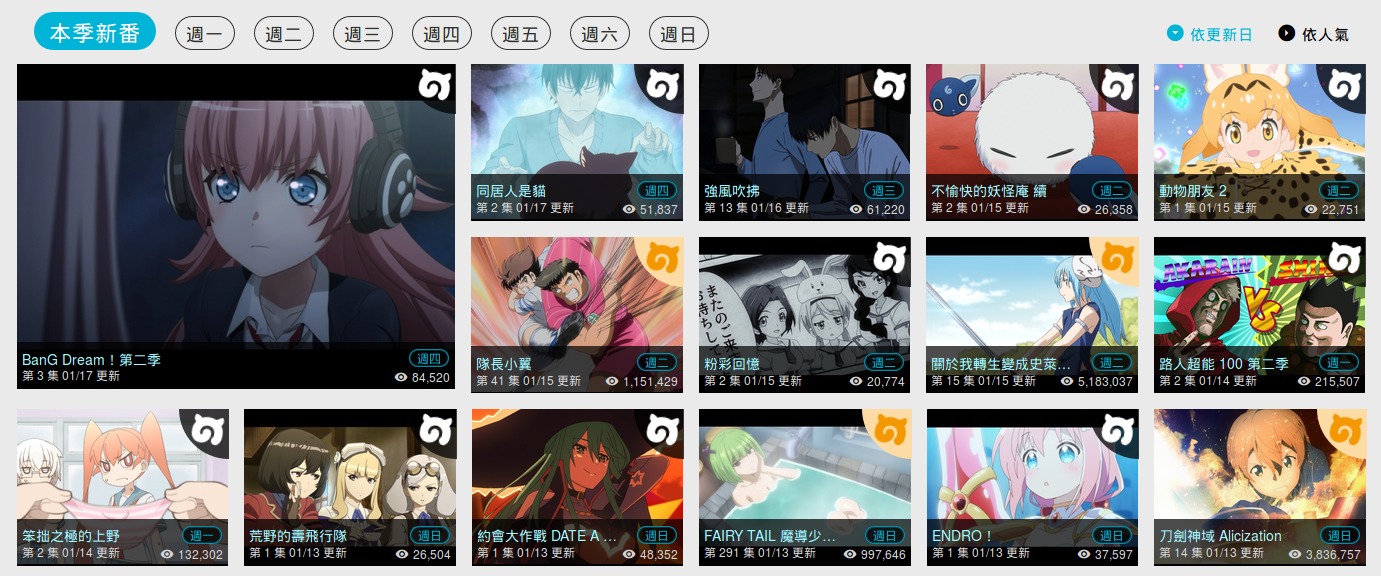 本季新番 週一 週二 週三 週四 週五 週六 週日 依更新日 依人氣
BanG Dream！第二季 週四
第 3 集 01/17 更新 84,520
同居人是貓 週四
第 2 集 01/17 更新 51,837
強風吹拂 週三
第 13 集 01/16 更新 61,220
不愉快的妖怪庵 續 週二
第 2 集 01/15 更新 26,358
動物朋友 2 週二
第 1 集 01/15 更新 22,751
隊長小翼 週二
第 41 集 01/15 更新 1,151,429
またのご来
お待ちし
粉彩回憶 週二
第 2 集 01/15 更新 20,774
關於我轉生變成史萊… 週二
第 15 集 01/15 更新 5,183,037
VS
路人超能 100 第二季 週一
第 2 集 01/14 更新 215,507
笨拙之極的上野 週一
第 2 集 01/14 更新 132,302
荒野的壽飛行隊 週日
第 1 集 01/13 更新 26,504
約會大作戰 DATE A ... 週日
第 1 集 01/13 更新 48,352
FAIRY TAIL 魔導少… 週日
第 291 集 01/13 更新 997,646
ENDRO！ 週日
第 1 集 01/13 更新 37,597
刀劍神域 Alicization 週日
第 14 集 01/13 更新 3,836,757